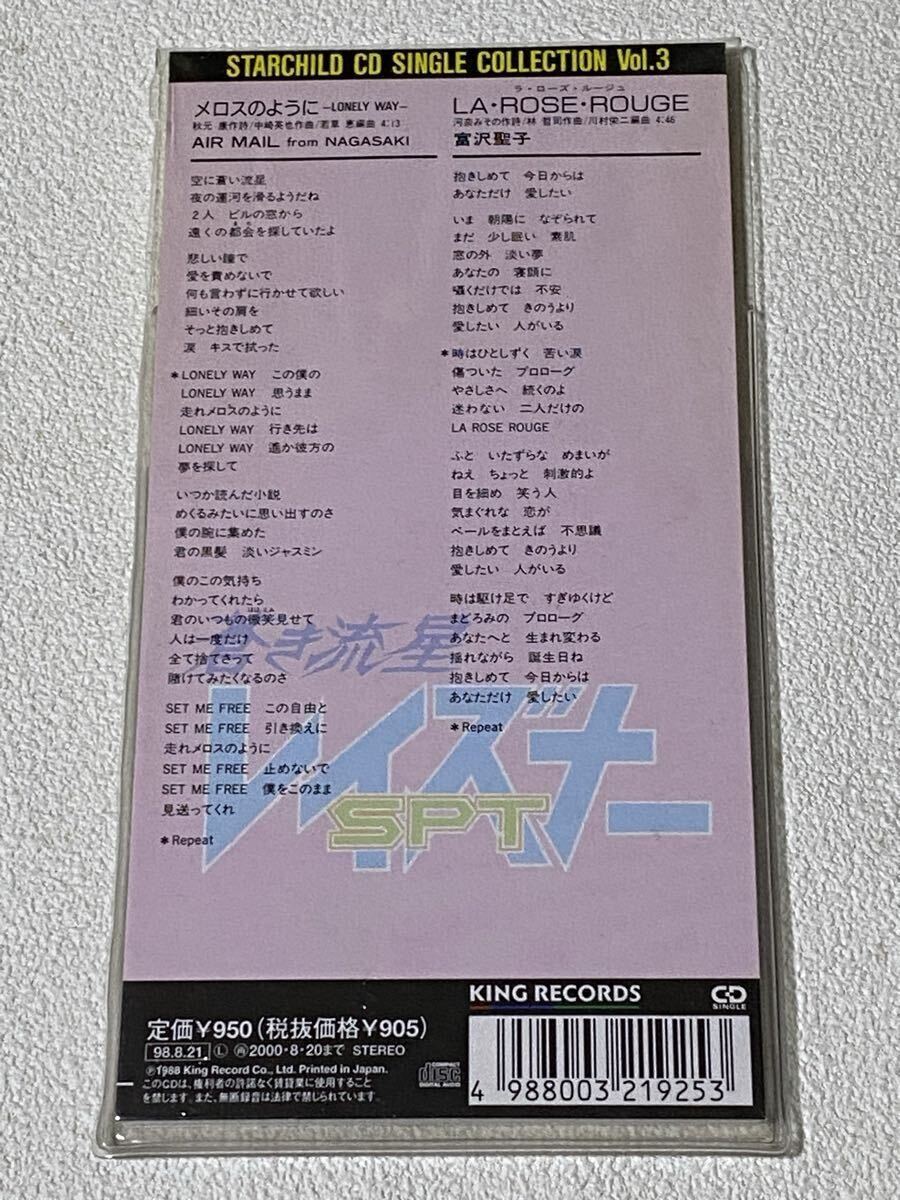 STARCHILD CD SINGLE COLLECTION Vol.3
メロスのように −LONELY WAY−
秋元 康作詩/中崎英也作曲/若草 恵編曲 4:13
AIR MAIL from NAGASAKI
空に蒼い流星
夜の運河を滑るようだね
2人 ビルの窓から
遠くの都会を探していたよ
悲しい瞳で
愛を責めないで
何も言わずに行かせて欲しい
細いその肩を
そっと抱きしめて
涙 キスで拭った
*LONELY WAY この僕の
LONELY WAY 思うまま
走れメロスのように
LONELY WAY 行き先は
LONELY WAY 遥か彼方の
夢を探して
いつか読んだ小説
めくるみたいに思い出すのさ
僕の腕に集めた
君の黒髪 淡いジャスミン
僕のこの気持ち
わかってくれたら
ほほえみ
君のいつもの微笑見せて
人は一度だけ
全て捨てさって
賭けてみたくなるのさ
SET ME FREE この自由と
SET ME FREE 引き換えに
走れメロスのように
SET ME FREE 止めないで
SET ME FREE 僕をこのまま
見送ってくれ
*Repeat
ラ・ローズ・ルージュ
LA・ROSE・ROUGE
河奈みその作詩/林 哲司作曲/川村栄二編曲 4:46
富沢聖子
抱きしめて 今日からは
あなただけ 愛したい
いま 朝陽に なぞられて
まだ 少し眠い 素肌
窓の外 淡い夢
あなたの 寝顔に
囁くだけでは 不安
抱きしめて きのうより
愛したい 人がいる
*時はひとしずく 苦い涙
傷ついた プロローグ
やさしさへ 続くのよ
迷わない 二人だけの
LA ROSE ROUGE
ふと いたずらな めまいが
ねえ ちょっと 刺激的よ
目を細め 笑う人
気まぐれな 恋が
ベールをまとえば 不思議
抱きしめて きのうより
愛したい 人がいる
時は駆け足で すぎゆくけど
まどろみの プロローグ
あなたへと 生まれ変わる
揺れながら 誕生日ね
抱きしめて 今日からは
あなただけ 愛したい
*Repeat
蒼き流星
レイズナー
SPT
定価¥950(税抜価格¥905)
98.8.21 Ⓛ 再 2000・8・20まで STEREO
Ⓟ1988 King Record Co., Ltd. Printed in Japan.
このCDは、権利者の許諾なく賃貸業に使用すること
を禁じます。また、無断録音は法律で禁じられています。
COMPACT
disc
DIGITAL AUDIO
KING RECORDS
CD
SINGLE
4 988003 219253